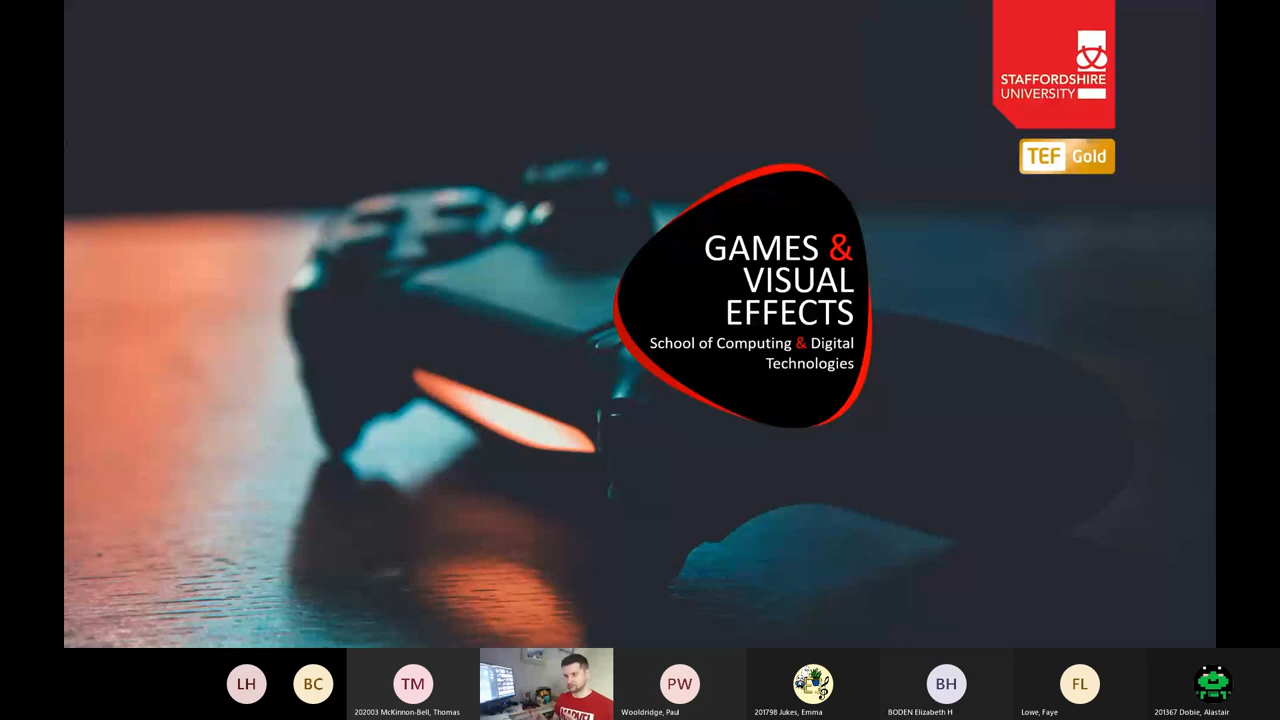 STAFFORDSHIRE
UNIVERSITY
TEF Gold
GAMES &
VISUAL
EFFECTS
School of Computing & Digital
Technologies
LH
BC
TM
PW
BH
FL
202003 McKinnon-Bell, Thomas
MARVEL
Wooldridge, Paul
201798 Jukes, Emma
BODEN Elizabeth H
Lowe, Faye
201367 Dobie, Alastair